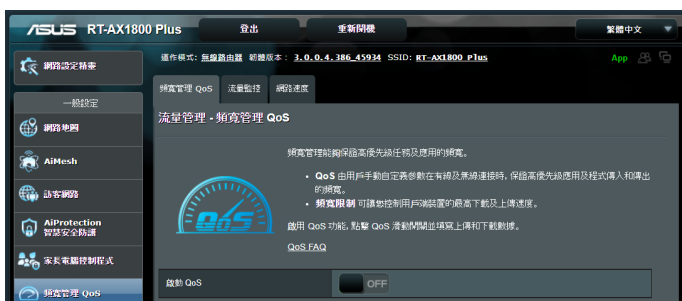 ASUS RT-AX1800 Plus 登出 重新開機 繁體中文
運作模式: 無線路由器 韌體版本: 3.0.0.4.386_45934 SSID: RT-AX1800 Plus App
網路設定精靈
頻寬管理 QoS 流量監控 網路速度
一般設定
流量管理 - 頻寬管理 QoS
網路地圖
AiMesh
訪客網路
AiProtection
智慧安全防護
家長電腦控制程式
頻寬管理 QoS
頻寬管理能夠保證高優先級任務及應用的頻寬。
• QoS 由用戶手動自定義參數在有線及無線連接時, 保證高優先級應用及程式傳入和傳出
的頻寬。
• 頻寬限制 可讓您控制用戶端裝置的最高下載及上傳速度。
啟用 QoS 功能, 點擊 QoS 滑動開關並填寫上傳和下載數據。
QoS FAQ
QoS
啟動 QoS OFF